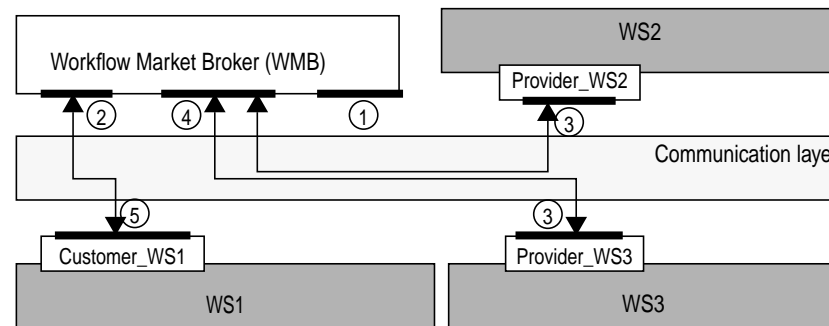 WS2
Workflow Market Broker (WMB)
Provider_WS2
2
4
1
3
Communication laye
5
3
Customer_WS1
Provider_WS3
WS1
WS3